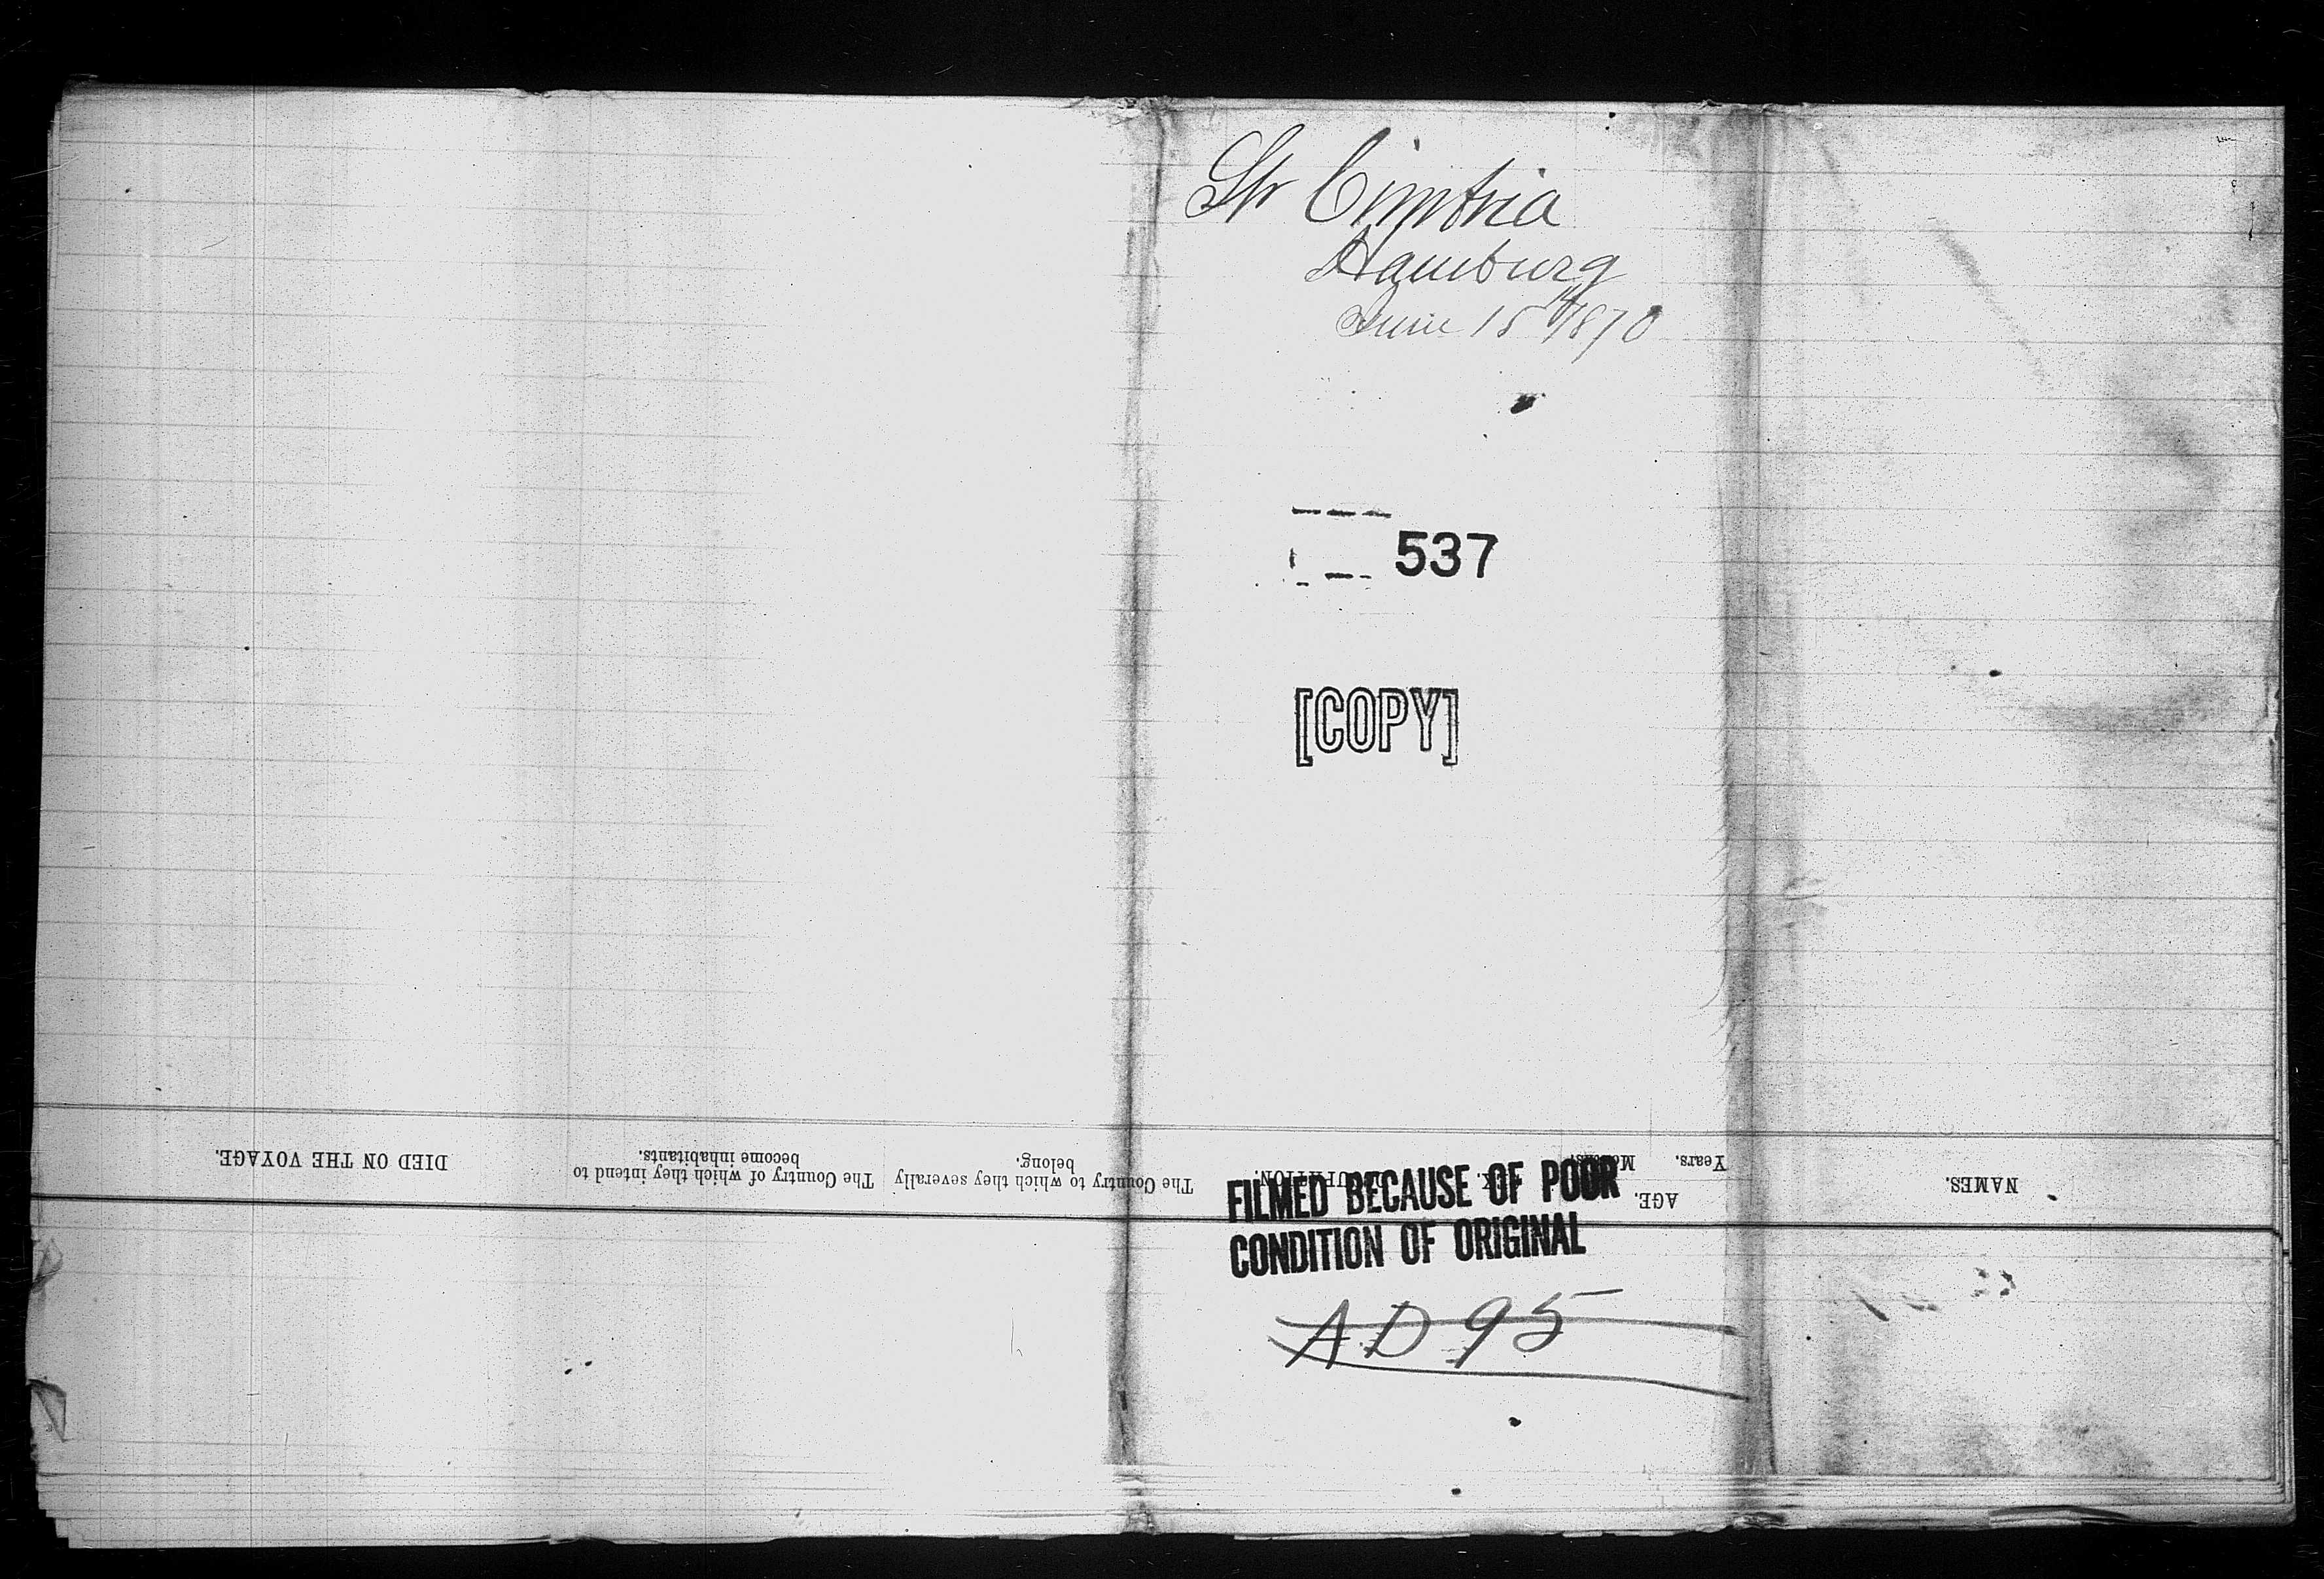 Str Cimbria
Hamburg
June 15th/1870
537
[COPY]
NAMES.
AGE.
Years.
The Country to which they severally
belong.
The Country of which they intend to
become inhabitants.
DIED ON THE VOYAGE.
FILMED BECAUSE OF POOR
CONDITION OF ORIGINAL
AD 95